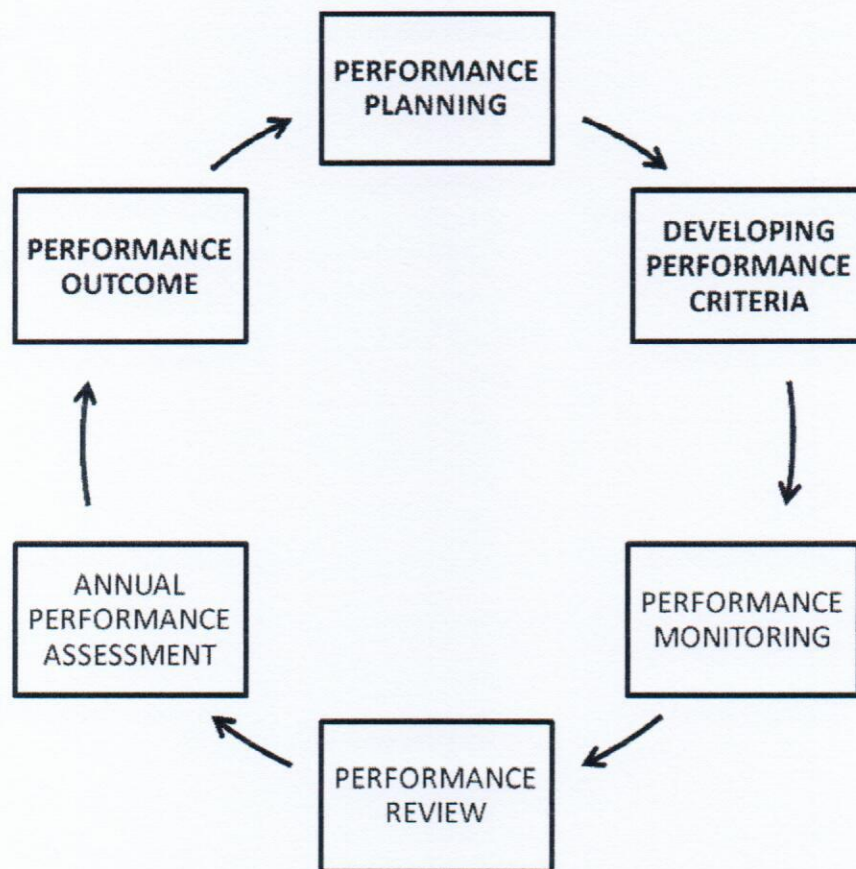 PERFORMANCE
PLANNING
DEVELOPING
PERFORMANCE
CRITERIA
PERFORMANCE
MONITORING
PERFORMANCE
REVIEW
ANNUAL
PERFORMANCE
ASSESSMENT
PERFORMANCE
OUTCOME